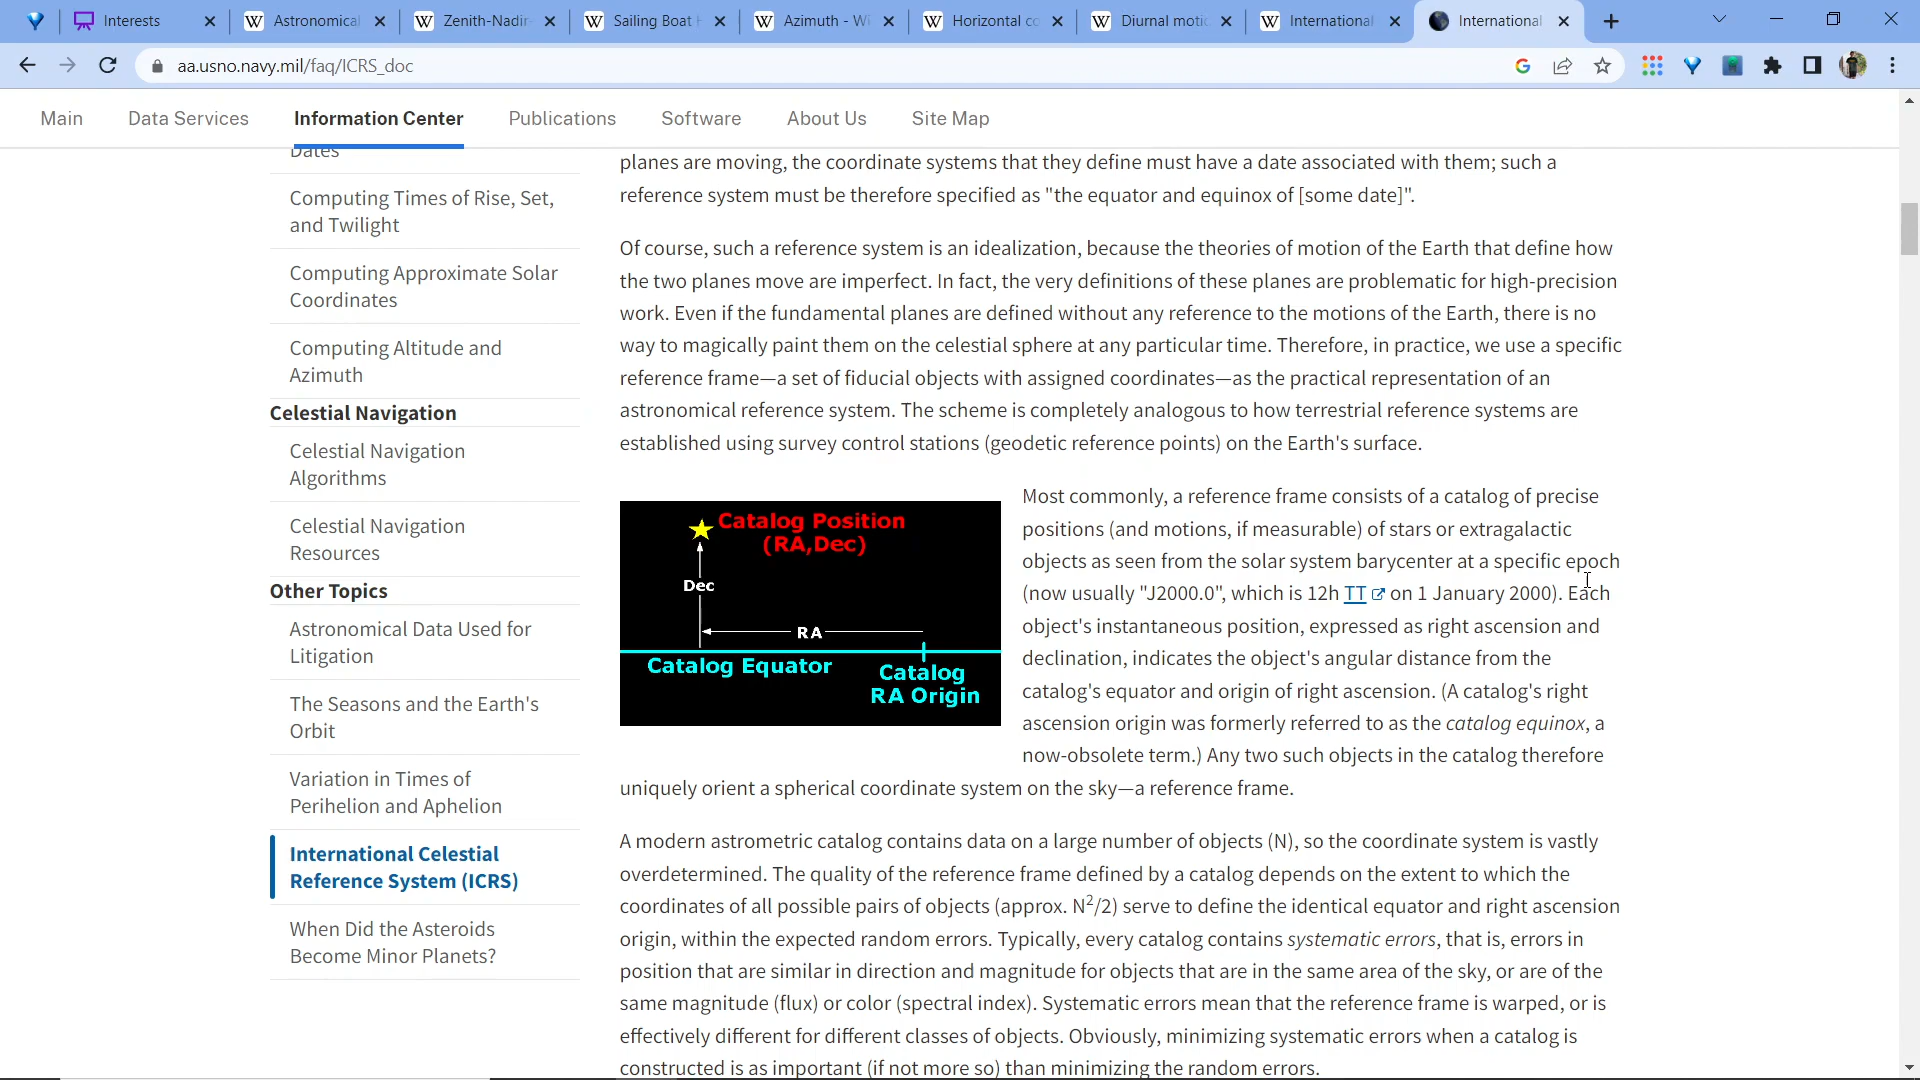 Interests
Astronomical
Zenith-Nadir-
Sailing Boat
Azimuth - Wi
Horizontal co
Diurnal motic
International
International
aa.usno.navy.mil/faq/ICRS_doc
Main
Data Services
Information Center
Publications
Software
About Us
Site Map
Dates
Computing Times of Rise, Set,
and Twilight
Computing Approximate Solar
Coordinates
Computing Altitude and
Azimuth
Celestial Navigation
Celestial Navigation
Algorithms
Celestial Navigation
Resources
Other Topics
Astronomical Data Used for
Litigation
The Seasons and the Earth's
Orbit
Variation in Times of
Perihelion and Aphelion
International Celestial
Reference System (ICRS)
When Did the Asteroids
Become Minor Planets?
planes are moving, the coordinate systems that they define must have a date associated with them; such a
reference system must be therefore specified as "the equator and equinox of [some date]".
Of course, such a reference system is an idealization, because the theories of motion of the Earth that define how
the two planes move are imperfect. In fact, the very definitions of these planes are problematic for high-precision
work. Even if the fundamental planes are defined without any reference to the motions of the Earth, there is no
way to magically paint them on the celestial sphere at any particular time. Therefore, in practice, we use a specific
reference frame—a set of fiducial objects with assigned coordinates—as the practical representation of an
astronomical reference system. The scheme is completely analogous to how terrestrial reference systems are
established using survey control stations (geodetic reference points) on the Earth's surface.
Catalog Position
(RA,Dec)
Dec
RA
Catalog Equator
Catalog
RA Origin
Most commonly, a reference frame consists of a catalog of precise
positions (and motions, if measurable) of stars or extragalactic
objects as seen from the solar system barycenter at a specific epoch
(now usually "J2000.0", which is 12h TT on 1 January 2000). Each
object's instantaneous position, expressed as right ascension and
declination, indicates the object's angular distance from the
catalog's equator and origin of right ascension. (A catalog's right
ascension origin was formerly referred to as the catalog equinox, a
now-obsolete term.) Any two such objects in the catalog therefore
uniquely orient a spherical coordinate system on the sky—a reference frame.
A modern astrometric catalog contains data on a large number of objects (N), so the coordinate system is vastly
overdetermined. The quality of the reference frame defined by a catalog depends on the extent to which the
coordinates of all possible pairs of objects (approx. N²/2) serve to define the identical equator and right ascension
origin, within the expected random errors. Typically, every catalog contains systematic errors, that is, errors in
position that are similar in direction and magnitude for objects that are in the same area of the sky, or are of the
same magnitude (flux) or color (spectral index). Systematic errors mean that the reference frame is warped, or is
effectively different for different classes of objects. Obviously, minimizing systematic errors when a catalog is
constructed is as important (if not more so) than minimizing the random errors.